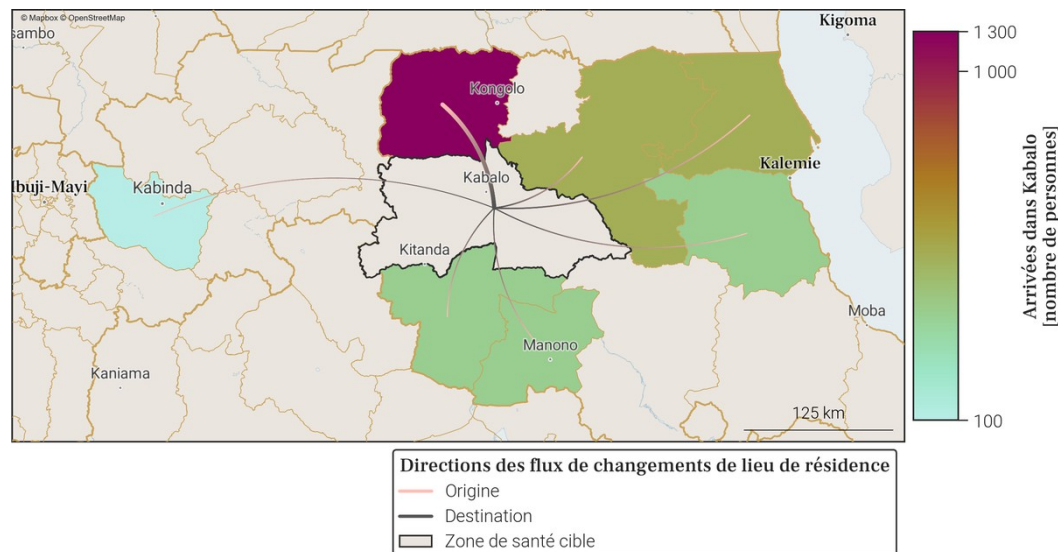 © Mapbox © OpenStreetMap
sambo
Kigoma
Kongolo
Kalemie
Mbuji-Mayi
Kabinda
Kabalo
Kitanda
Moba
Manono
Kaniama
125 km
1 300
1 000
100
Arrivées dans Kabalo
[nombre de personnes]
Directions des flux de changements de lieu de résidence
Origine
Destination
Zone de santé cible